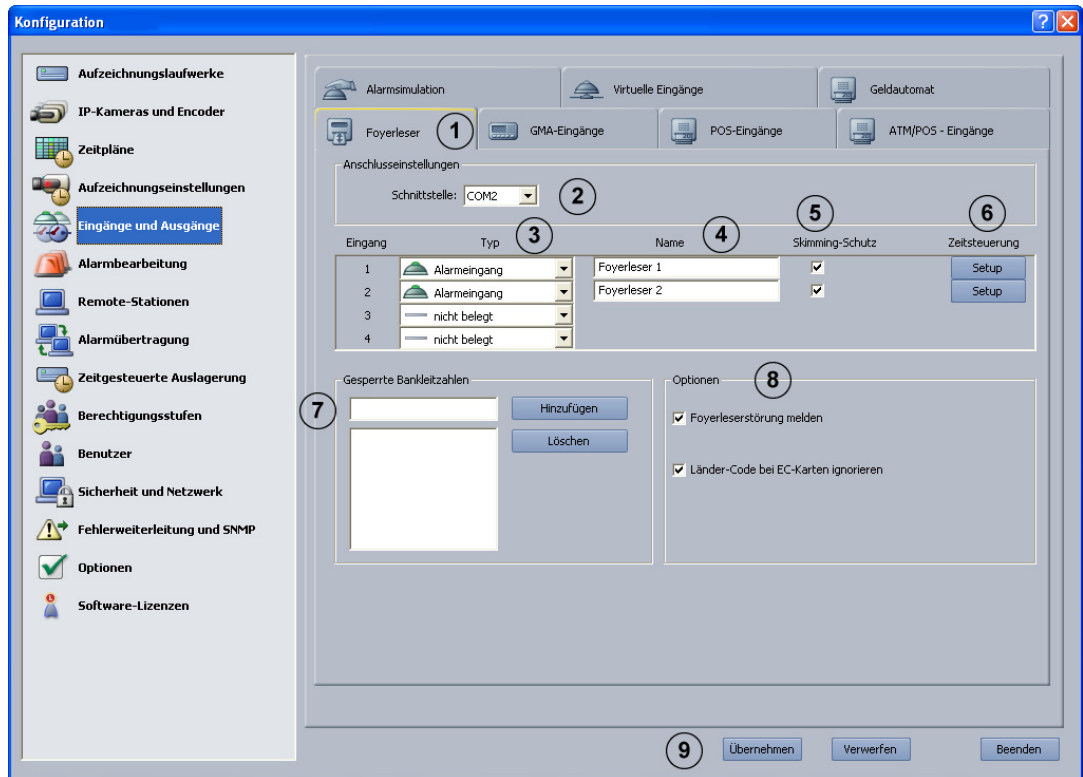 Konfiguration
Aufzeichnungslaufwerke
IP-Kameras und Encoder
Zeitpläne
Aufzeichnungseinstellungen
Eingänge und Ausgänge
Alarmbearbeitung
Remote-Stationen
Alarmübertragung
Zeitgesteuerte Auslagerung
Berechtigungsstufen
Benutzer
Sicherheit und Netzwerk
Fehlerweiterleitung und SNMP
Optionen
Software-Lizenzen
Alarmsimulation
Virtuelle Eingänge
Geldautomat
Foyerleser 1
GMA-Eingänge
POS-Eingänge
ATM/POS - Eingänge
Anschlusseinstellungen
Schnittstelle: COM2 2
3 4 5 6
Eingang Typ Name Skimming-Schutz Zeitsteuerung
1 Alarmeingang Foyerleser 1 Setup
2 Alarmeingang Foyerleser 2 Setup
3 nicht belegt
4 nicht belegt
Gesperrte Bankleitzahlen
7
Hinzufügen
Löschen
Optionen 8
Foyerleserstörung melden
Länder-Code bei EC-Karten ignorieren
9 Übernehmen Verwerfen Beenden